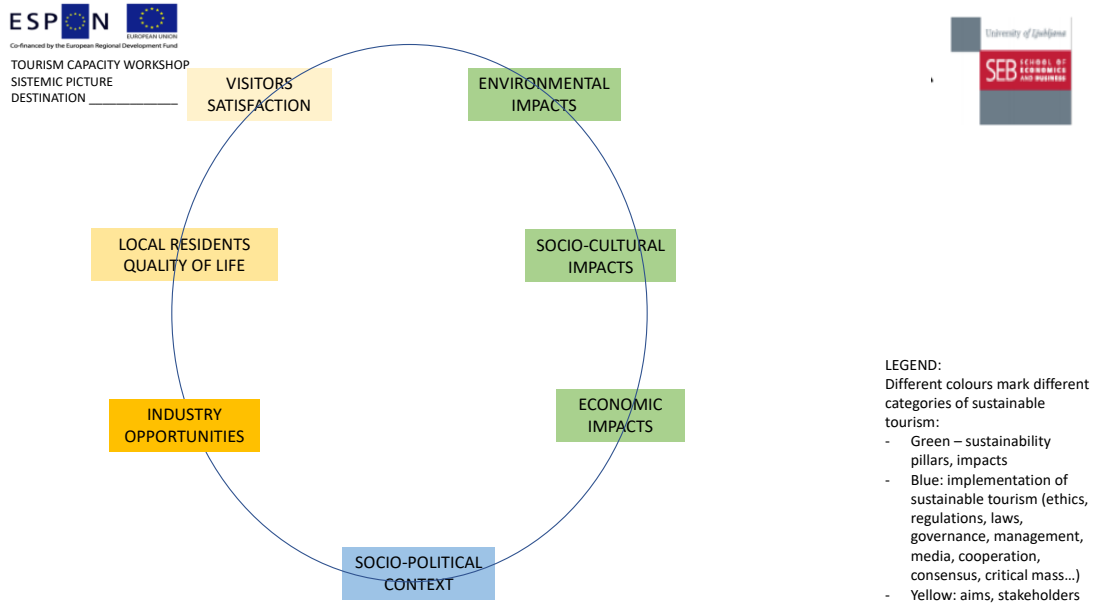 ESPON
EUROPEAN UNION
Co-financed by the European Regional Development Fund
TOURISM CAPACITY WORKSHOP
SISTEMIC PICTURE
DESTINATION ______________
VISITORS
SATISFACTION
ENVIRONMENTAL
IMPACTS
University of Ljubljana
SEB SCHOOL OF
ECONOMICS
AND BUSINESS
LOCAL RESIDENTS
QUALITY OF LIFE
SOCIO-CULTURAL
IMPACTS
INDUSTRY
OPPORTUNITIES
ECONOMIC
IMPACTS
SOCIO-POLITICAL
CONTEXT
LEGEND:
Different colours mark different
categories of sustainable
tourism:
- Green – sustainability
pillars, impacts
- Blue: implementation of
sustainable tourism (ethics,
regulations, laws,
governance, management,
media, cooperation,
consensus, critical mass…)
- Yellow: aims, stakeholders